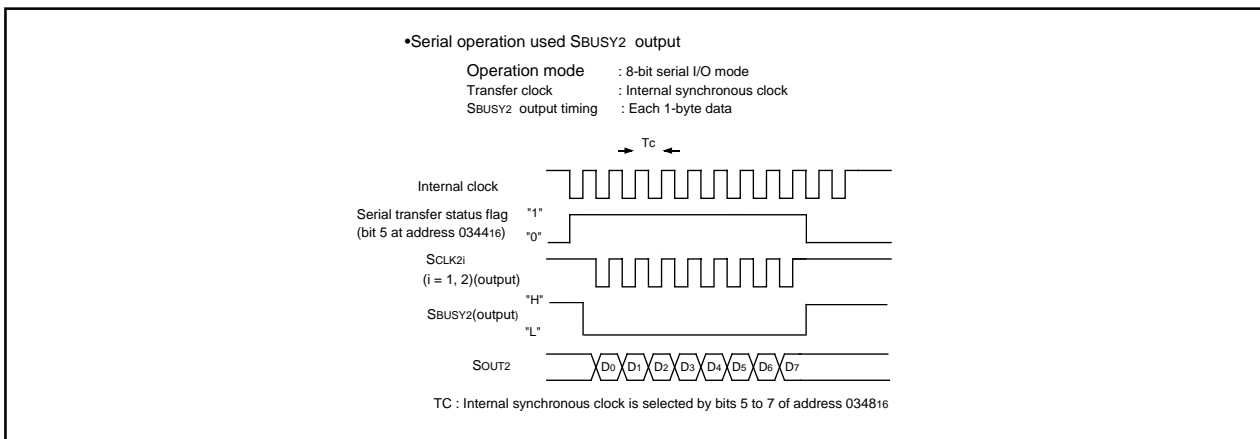 •Serial operation used SBUSY2 output
Operation mode : 8-bit serial I/O mode
Transfer clock : Internal synchronous clock
SBUSY2 output timing : Each 1-byte data
Tc
Internal clock
Serial transfer status flag "1"
(bit 5 at address 034416) "0"
SCLK2i
(i = 1, 2)(output)
"H"
SBUSY2(output)
"L"
SOUT2 D0 D1 D2 D3 D4 D5 D6 D7
TC : Internal synchronous clock is selected by bits 5 to 7 of address 034816